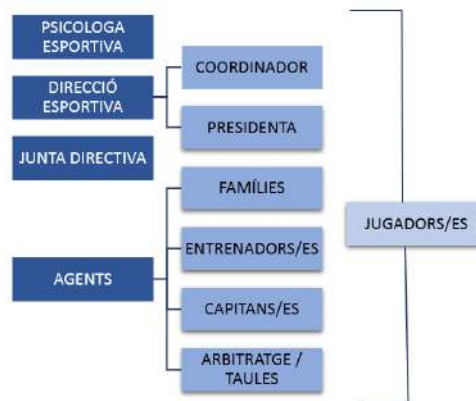 PSICOLOGA
ESPORTIVA
DIRECCIÓ
ESPORTIVA
COORDINADOR
PRESIDENTA
JUNTA DIRECTIVA
AGENTS
FAMÍLIES
ENTRENADORS/ES
CAPITANS/ES
ARBITRATGE /
TAULES
JUGADORS/ES